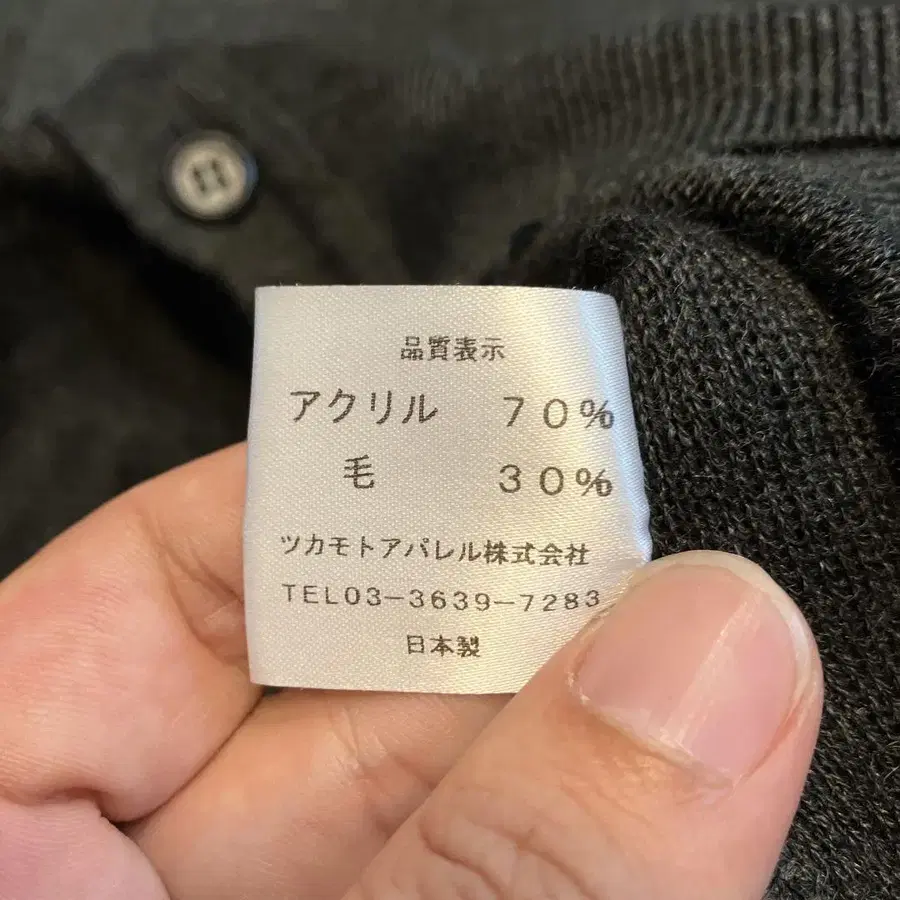 品質表示
アクリル 70%
毛 30%
ツカモトアパレル株式会社
TEL03-3639-7283
日本製